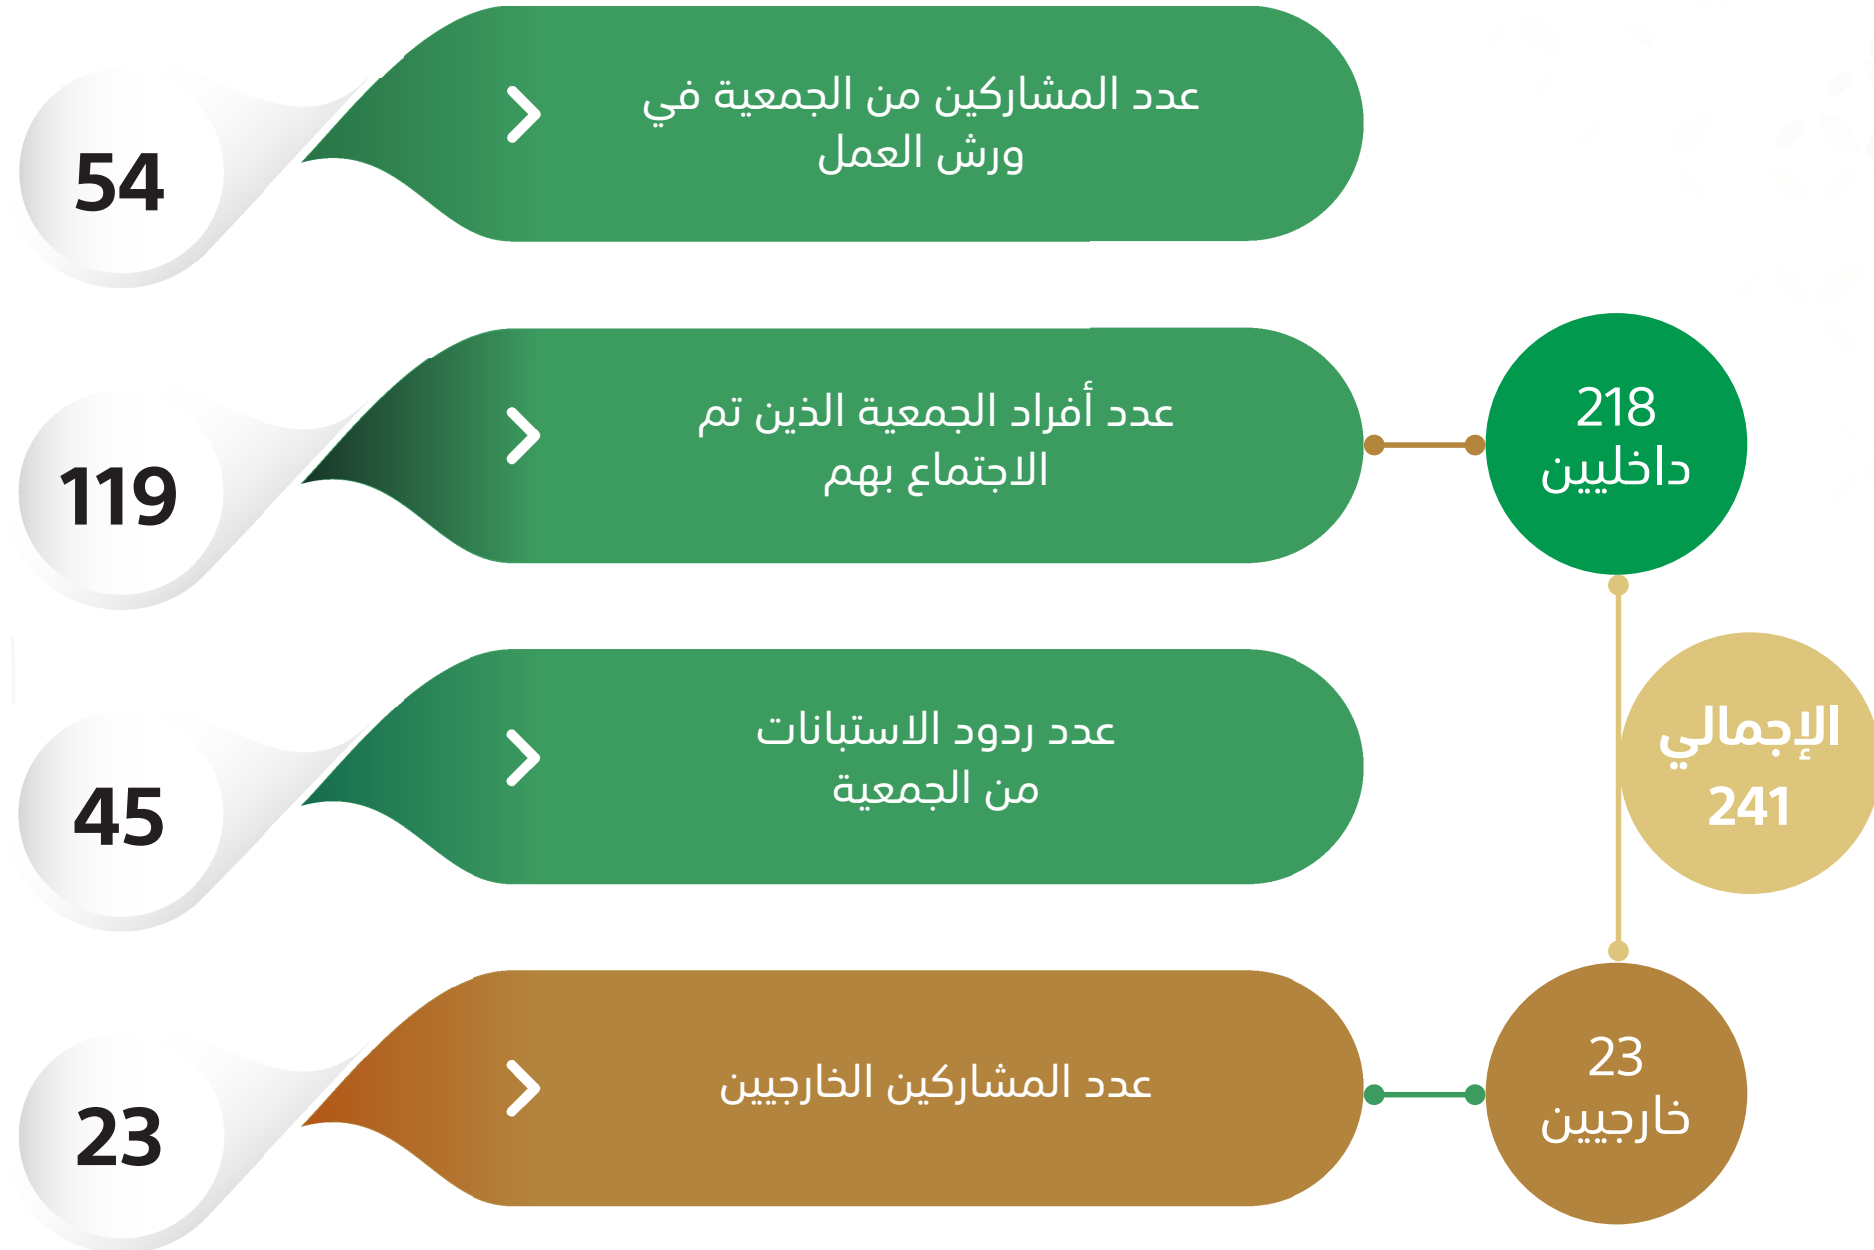 عدد المشاركين من الجمعية في
ورش العمل
54
218
داخليين
عدد أفراد الجمعية الذين تم
الاجتماع بهم
119
الإجمالي
241
عدد ردود الاستبانات
من الجمعية
45
23
خارجيين
عدد المشاركين الخارجيين
23